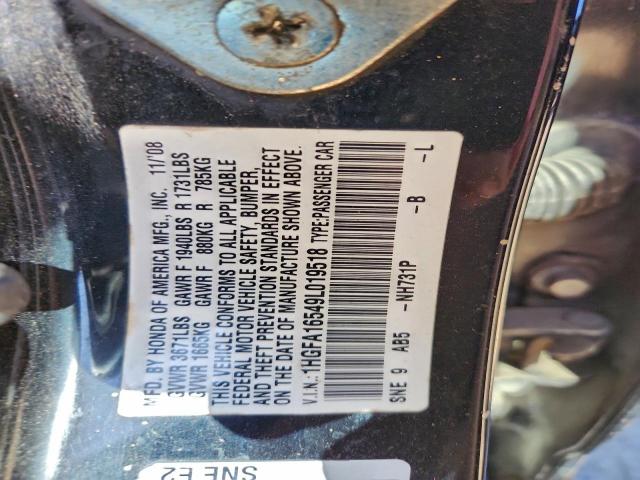 MFD. BY HONDA OF AMERICA MFG., INC. 11/'08
GVWR 3671LBS GAWR F 1940LBS R 1731LBS
GVWR 1665KG GAWR F 880KG R 785KG
THIS VEHICLE CONFORMS TO ALL APPLICABLE
FEDERAL MOTOR VEHICLE SAFETY, BUMPER,
AND THEFT PREVENTION STANDARDS IN EFFECT
ON THE DATE OF MANUFACTURE SHOWN ABOVE.
V.I.N.: 1HGFA16549L019518 TYPE:PASSENGER CAR
SNE 9 AB5 -NH731P -B -L
SNE E2